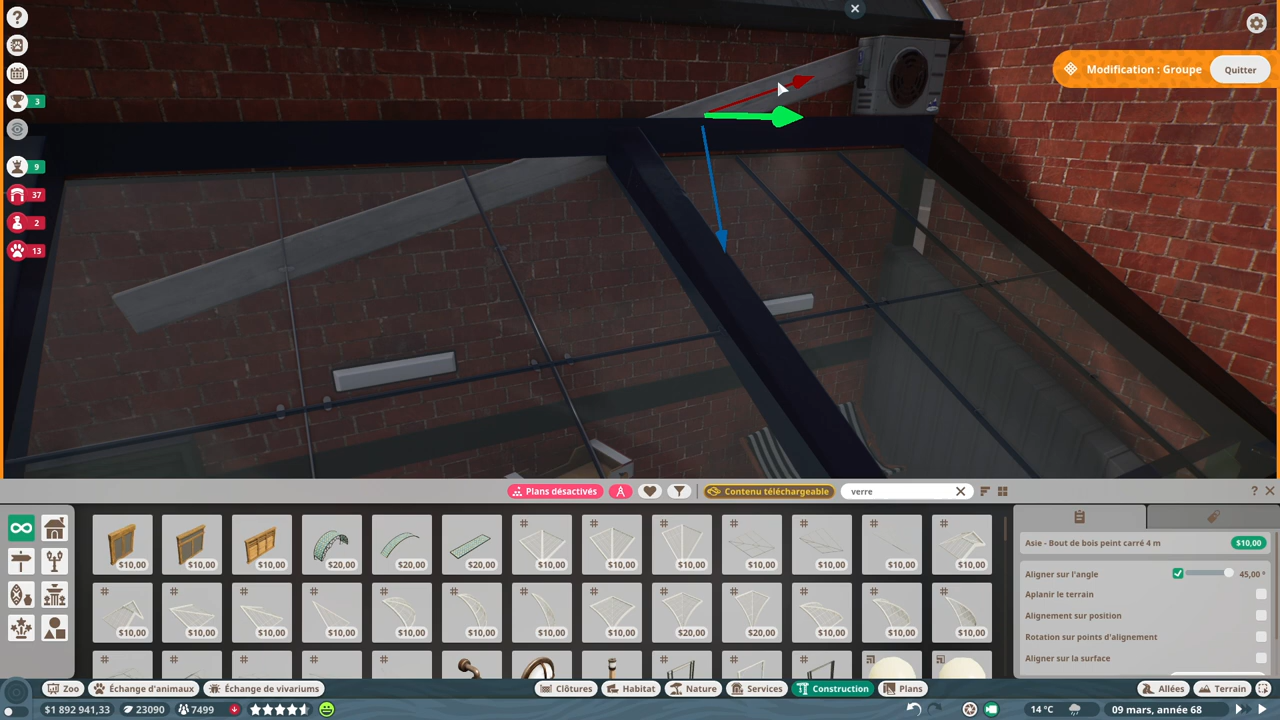 Modification : Groupe
Quitter
3
9
37
2
13
Plans désactivés
Contenu téléchargeable
verre
$10,00 $10,00 $10,00 $20,00 $20,00 $20,00 $10,00 $10,00 $10,00 $10,00 $10,00 $10,00 $10,00
$10,00 $10,00 $10,00 $10,00 $10,00 $10,00 $10,00 $20,00 $20,00 $10,00 $10,00 $10,00
Asie - Bout de bois peint carré 4 m $10,00
Aligner sur l'angle 45,00 °
Aplanir le terrain
Alignement sur position
Rotation sur points d'alignement
Aligner sur la surface
Zoo
Échange d'animaux
Échange de vivariums
Clôtures
Habitat
Nature
Services
Construction
Plans
Allées
Terrain
$1 892 941,33
23090
7499
14 °C
09 mars, année 68